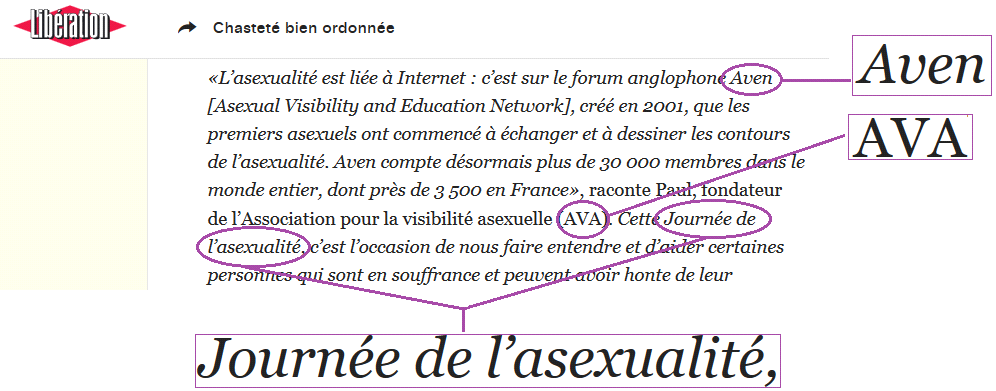 Libération
Chasteté bien ordonnée
«L’asexualité est liée à Internet : c’est sur le forum anglophone Aven
[Asexual Visibility and Education Network], créé en 2001, que les
premiers asexuels ont commencé à échanger et à dessiner les contours
de l’asexualité. Aven compte désormais plus de 30 000 membres dans le
monde entier, dont près de 3 500 en France», raconte Paul, fondateur
de l’Association pour la visibilité asexuelle (AVA). Cette Journée de
l’asexualité, c’est l’occasion de nous faire entendre et d’aider certaines
personnes qui sont en souffrance et peuvent avoir honte de leur
Aven
AVA
Journée de l’asexualité,